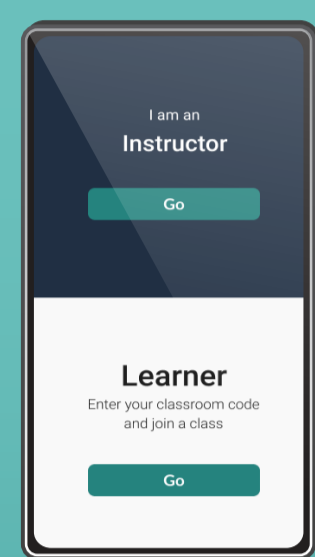 I am an
Instructor
Go
Learner
Enter your classroom code
and join a class
Go